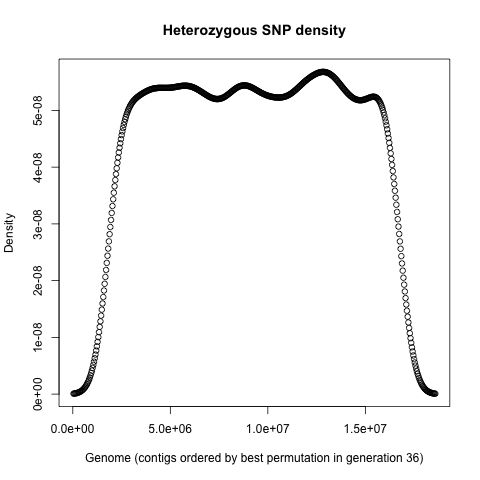 Heterozygous SNP density
Density
5e-08
4e-08
3e-08
2e-08
1e-08
0e+00
0.0e+00 5.0e+06 1.0e+07 1.5e+07
Genome (contigs ordered by best permutation in generation 36)